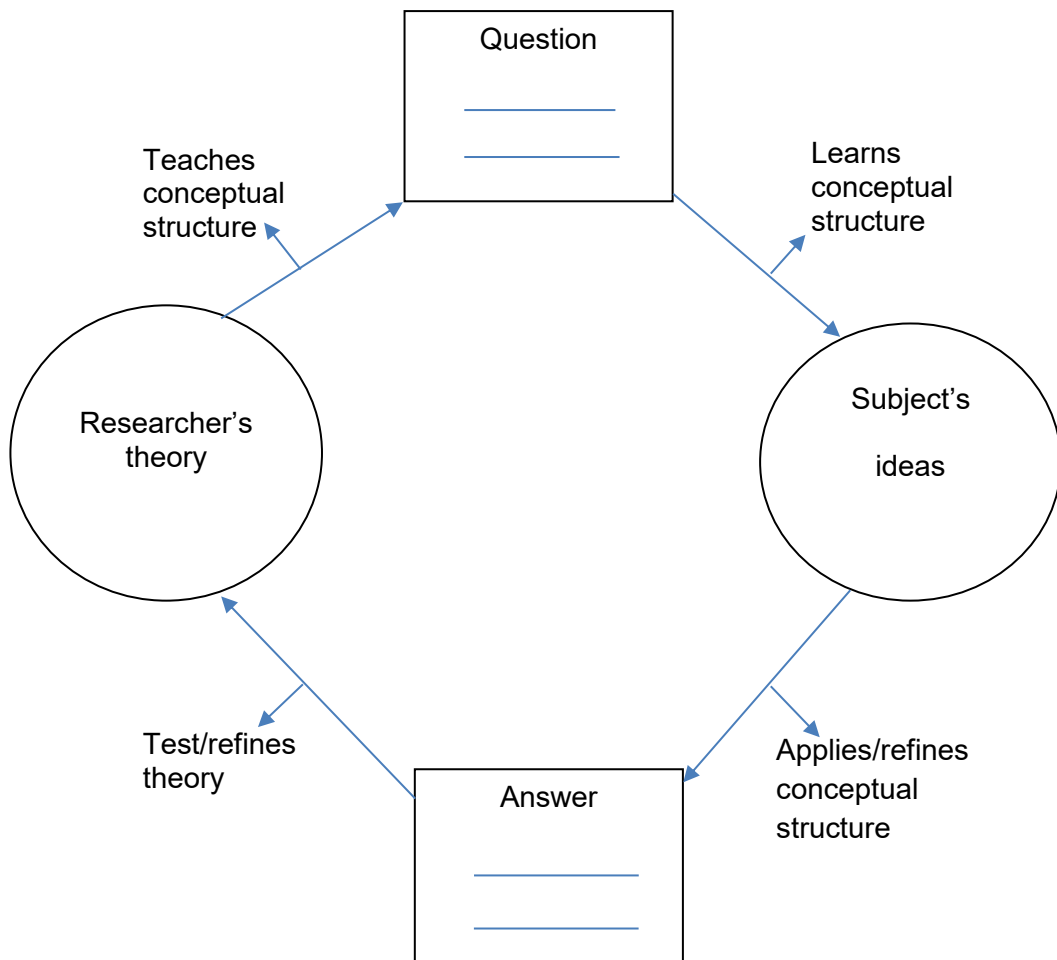 Question
Teaches
conceptual
structure
Learns
conceptual
structure
Researcher’s
theory
Subject’s
ideas
Test/refines
theory
Applies/refines
conceptual
structure
Answer